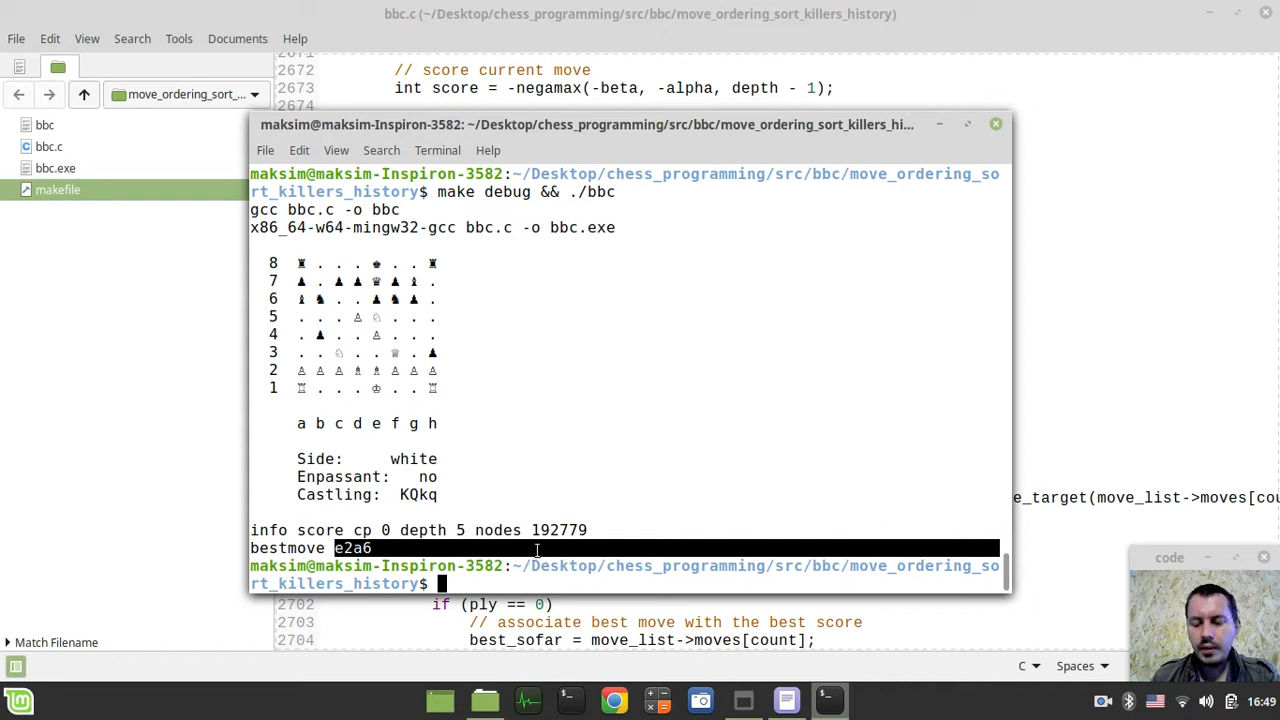 bbc.c (~/Desktop/chess_programming/src/bbc/move_ordering_sort_killers_history)
File Edit View Search Tools Documents Help
2671
2672 // score current move
2673 int score = -negamax(-beta, -alpha, depth - 1);
2674
move_ordering_sort_...
bbc
bbc.c
bbc.exe
makefile
maksim@maksim-Inspiron-3582: ~/Desktop/chess_programming/src/bbc/move_ordering_sort_killers_hi...
File Edit View Search Terminal Help
maksim@maksim-Inspiron-3582:~/Desktop/chess_programming/src/bbc/move_ordering_so
rt_killers_history$ make debug && ./bbc
gcc bbc.c -o bbc
x86_64-w64-mingw32-gcc bbc.c -o bbc.exe
8 ♜ . . . ♚ . . ♜
7 ♟ . ♟ ♟ ♛ ♟ ♝ .
6 ♝ ♞ . . ♟ ♞ ♟ .
5 . . . ♙ ♘ . . .
4 . ♟ . . ♙ . . .
3 . . ♘ . . ♕ . ♟
2 ♙ ♙ ♙ ♗ ♗ ♙ ♙ ♙
1 ♖ . . . ♔ . . ♖
a b c d e f g h
Side: white
Enpassant: no
Castling: KQkq
info score cp 0 depth 5 nodes 192779
bestmove e2a6
maksim@maksim-Inspiron-3582:~/Desktop/chess_programming/src/bbc/move_ordering_so
rt_killers_history$
e_target(move_list->moves[count
code
2702 if (ply == 0)
2703 // associate best move with the best score
2704 best_sofar = move_list->moves[count];
Match Filename
C Spaces
16:49